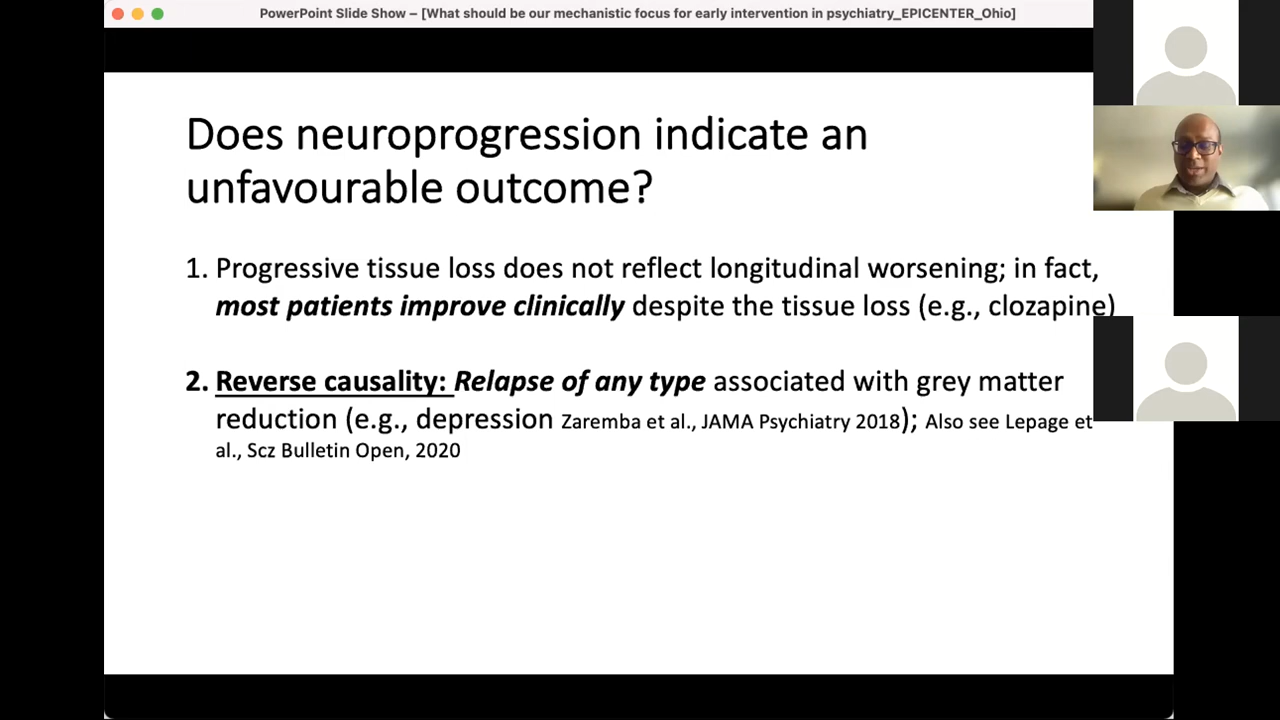 PowerPoint Slide Show – [What should be our mechanistic focus for early intervention in psychiatry_EPICENTER_Ohio]
Does neuroprogression indicate an
unfavourable outcome?
1. Progressive tissue loss does not reflect longitudinal worsening; in fact,
most patients improve clinically despite the tissue loss (e.g., clozapine)
2. Reverse causality: Relapse of any type associated with grey matter
reduction (e.g., depression Zaremba et al., JAMA Psychiatry 2018); Also see Lepage et
al., Scz Bulletin Open, 2020